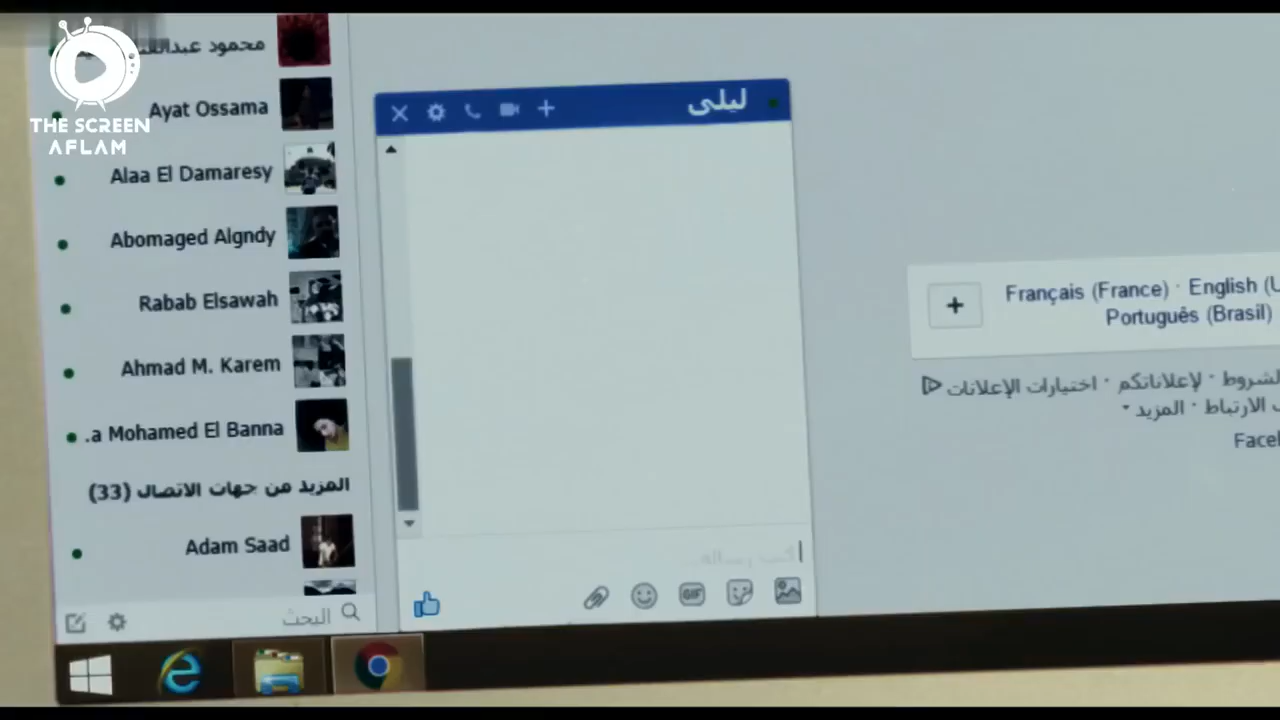 THE SCREEN
AFLAM
محمود
Ayat Ossama
Alaa El Damaresy
Abomaged Algndy
Rabab Elsawah
Ahmad M. Karem
a Mohamed El Banna.
المزيد من جهات الاتصال (33)
Adam Saad
البحث
ليلى
GIF
Français (France) · English
Português (Brasil)
الشروط · لإعلاناتكم · اختيارات الإعلانات
الارتباط · المزيد